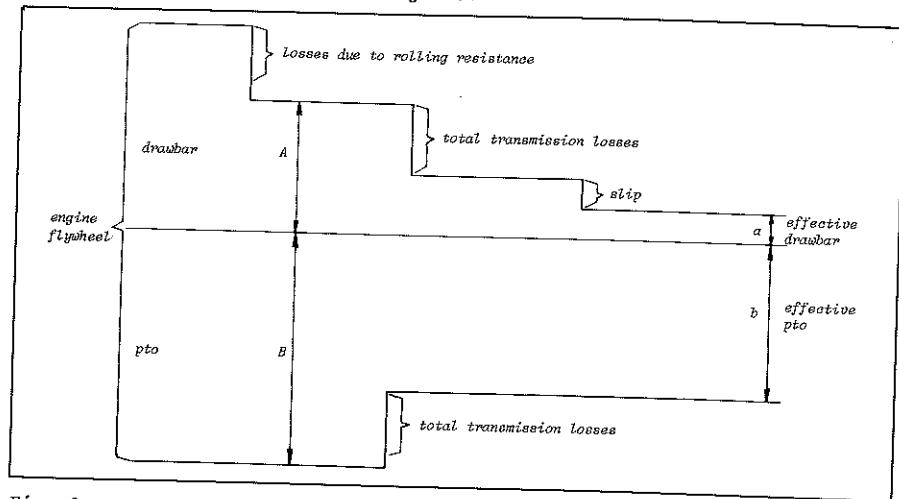 losses due to rolling resistance
total transmission losses
drawbar
A
slip
engine
flywheel
a
effective
drawbar
b
effective
pto
pto
B
total transmission losses